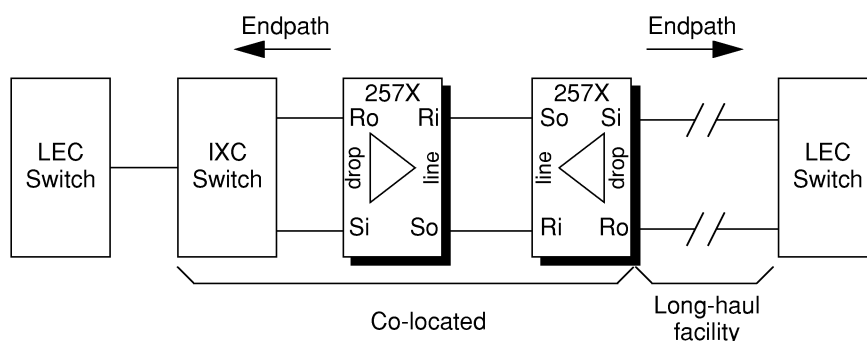 Endpath
Endpath
LEC
Switch
IXC
Switch
257X
Ro
Ri
drop
line
Si
So
257X
So
Si
line
drop
Ri
Ro
LEC
Switch
Co-located
Long-haul
facility